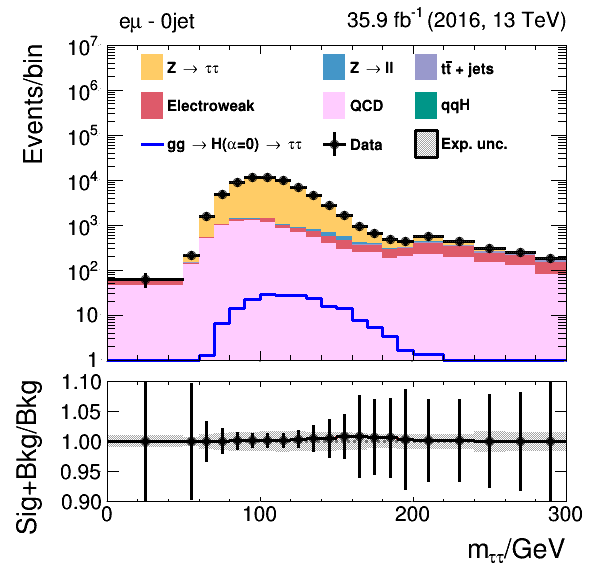 eμ - 0jet 35.9 fb⁻¹ (2016, 13 TeV)
Events/bin
10⁷
10⁶
10⁵
10⁴
10³
10²
10
1
Z → ττ Z → ll tt̄ + jets
Electroweak QCD qqH
gg → H(α=0) → ττ Data Exp. unc.
Sig+Bkg/Bkg
1.10
1.05
1.00
0.95
0.90
0 100 200 300
m_ττ/GeV